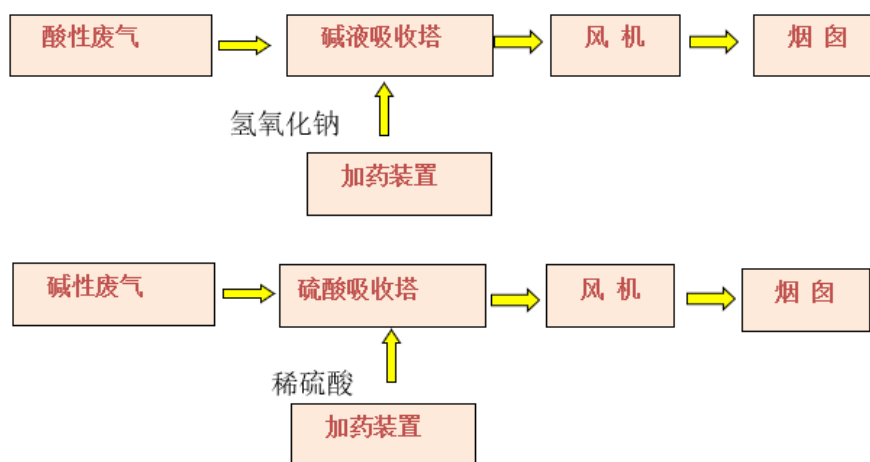 酸性废气
碱液吸收塔
风 机
烟 囱
氢氧化钠
加药装置
碱性废气
硫酸吸收塔
风 机
烟 囱
稀硫酸
加药装置